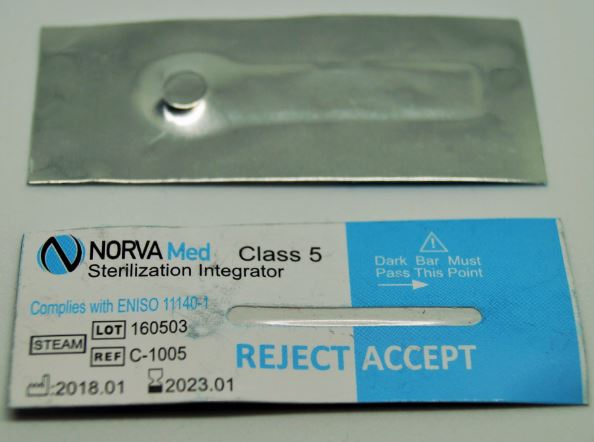 NORVA Med Class 5
Sterilization Integrator
Dark Bar Must
Pass This Point
Complies with ENISO 11140-1
LOT 160503
STEAM
REF C-1005
REJECT ACCEPT
2018.01 2023.01